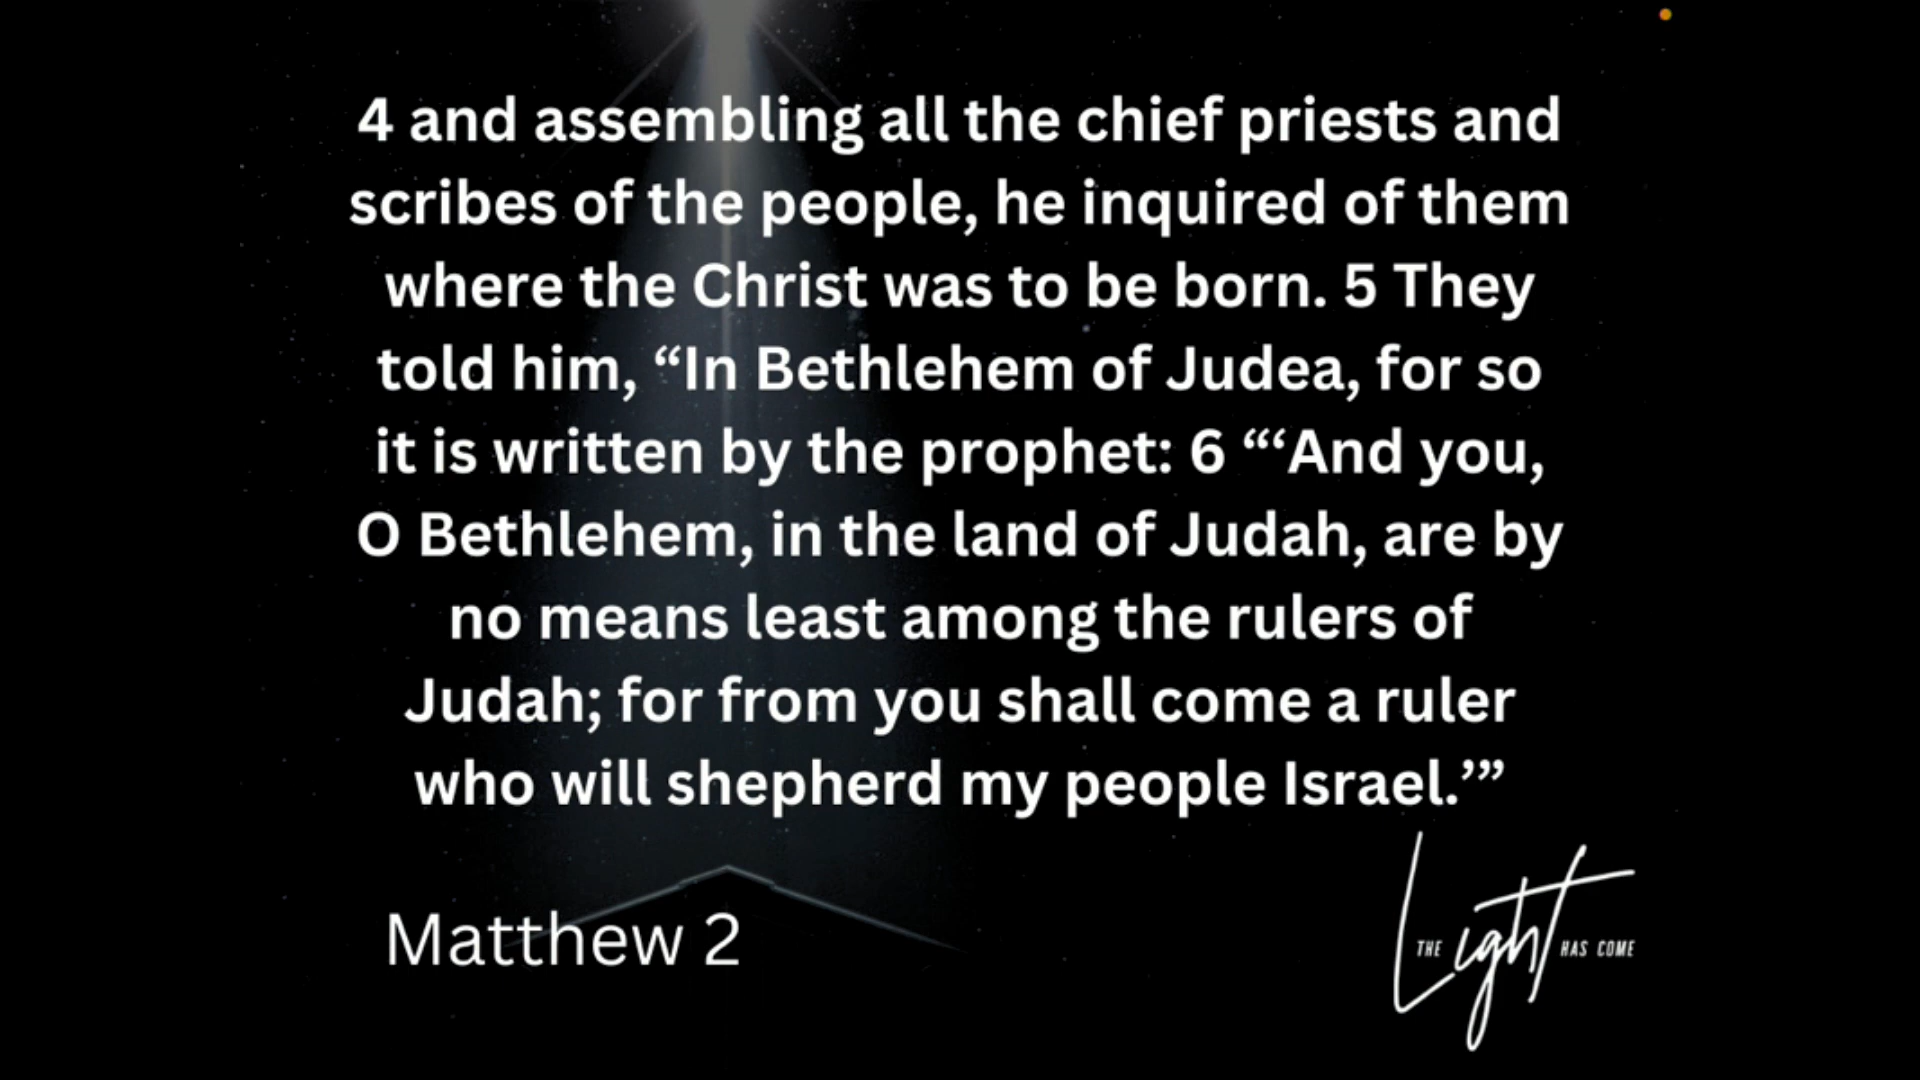 4 and assembling all the chief priests and
scribes of the people, he inquired of them
where the Christ was to be born. 5 They
told him, “In Bethlehem of Judea, for so
it is written by the prophet: 6 “‘And you,
O Bethlehem, in the land of Judah, are by
no means least among the rulers of
Judah; for from you shall come a ruler
who will shepherd my people Israel.’”
Matthew 2
THE Light HAS COME